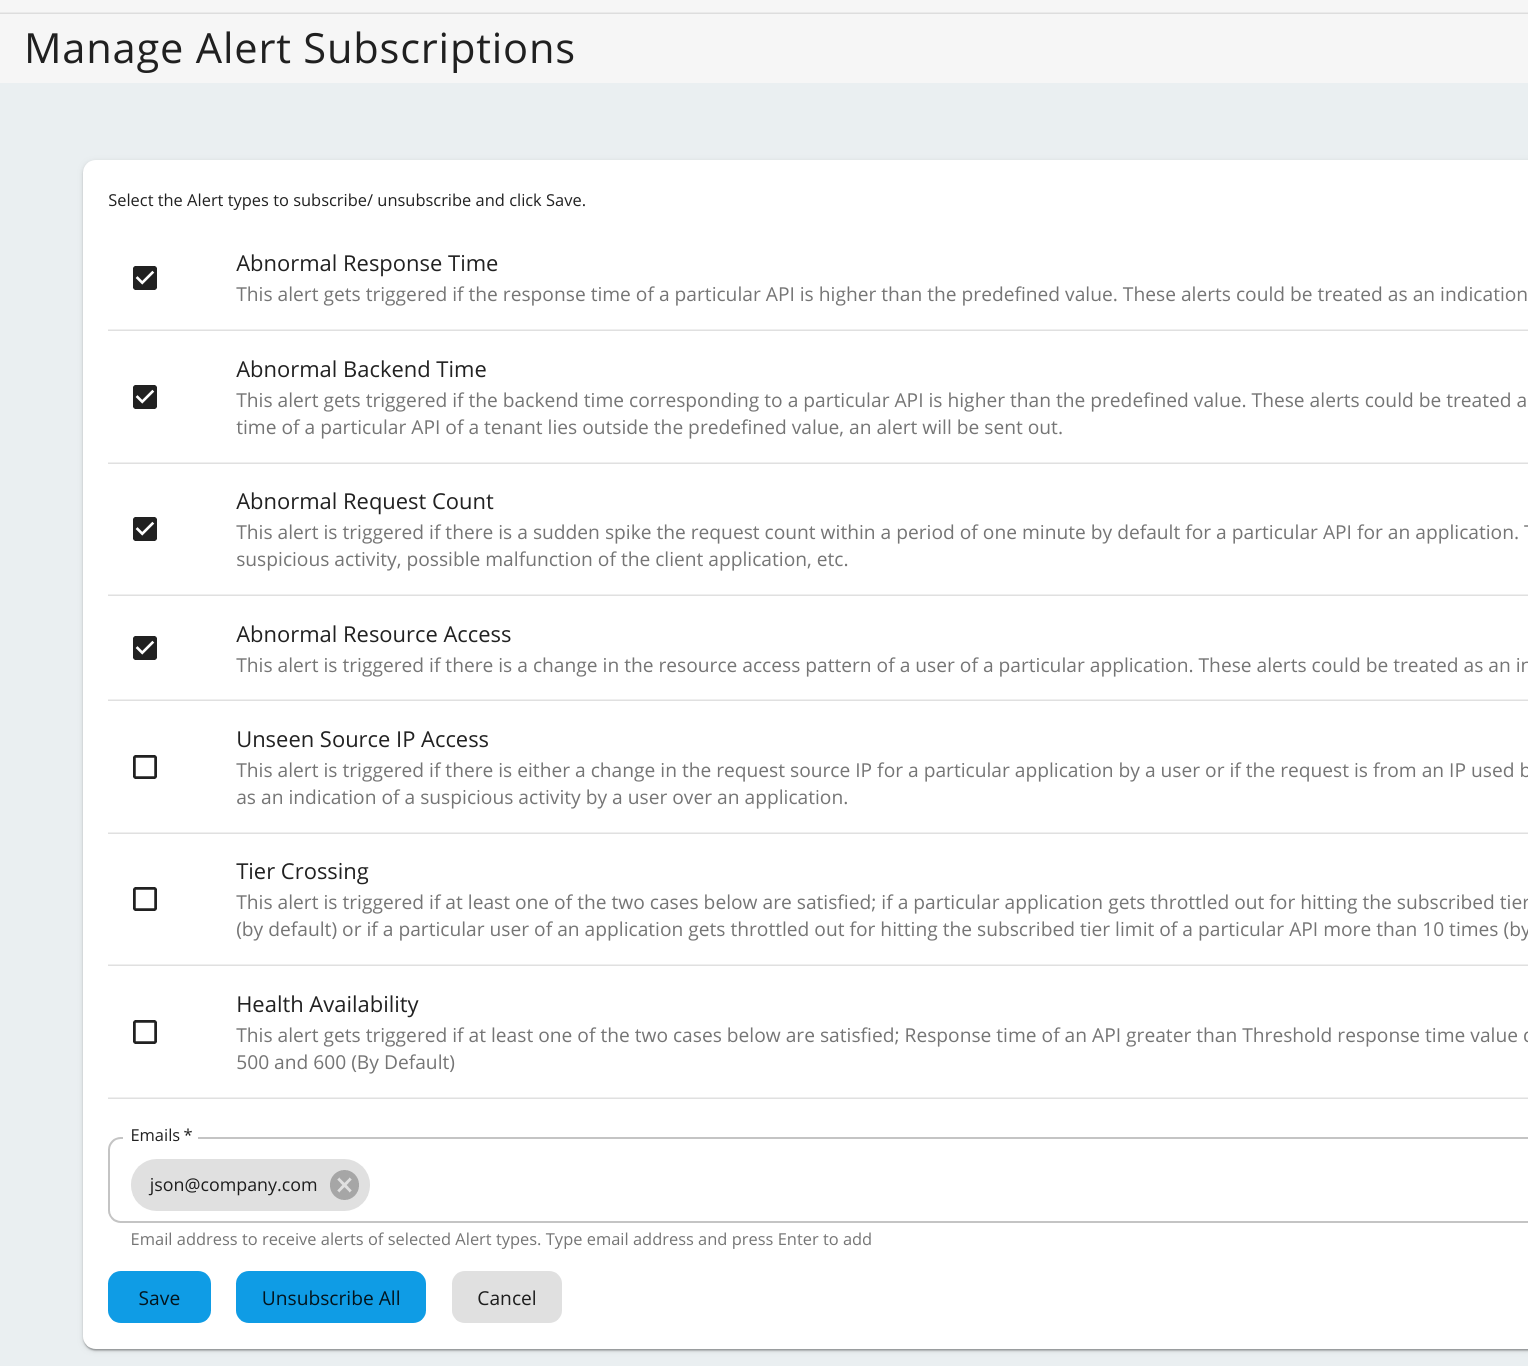 Manage Alert Subscriptions
Select the Alert types to subscribe/ unsubscribe and click Save.
Abnormal Response Time
This alert gets triggered if the response time of a particular API is higher than the predefined value. These alerts could be treated as an indication
Abnormal Backend Time
This alert gets triggered if the backend time corresponding to a particular API is higher than the predefined value. These alerts could be treated
time of a particular API of a tenant lies outside the predefined value, an alert will be sent out.
Abnormal Request Count
This alert is triggered if there is a sudden spike the request count within a period of one minute by default for a particular API for an application.
suspicious activity, possible malfunction of the client application, etc.
Abnormal Resource Access
This alert is triggered if there is a change in the resource access pattern of a user of a particular application. These alerts could be treated as an
Unseen Source IP Access
This alert is triggered if there is either a change in the request source IP for a particular application by a user or if the request is from an IP used
as an indication of a suspicious activity by a user over an application.
Tier Crossing
This alert is triggered if at least one of the two cases below are satisfied; if a particular application gets throttled out for hitting the subscribed tier
(by default) or if a particular user of an application gets throttled out for hitting the subscribed tier limit of a particular API more than 10 times (by
Health Availability
This alert gets triggered if at least one of the two cases below are satisfied; Response time of an API greater than Threshold response time value
500 and 600 (By Default)
Emails *
json@company.com
Email address to receive alerts of selected Alert types. Type email address and press Enter to add
Save
Unsubscribe All
Cancel